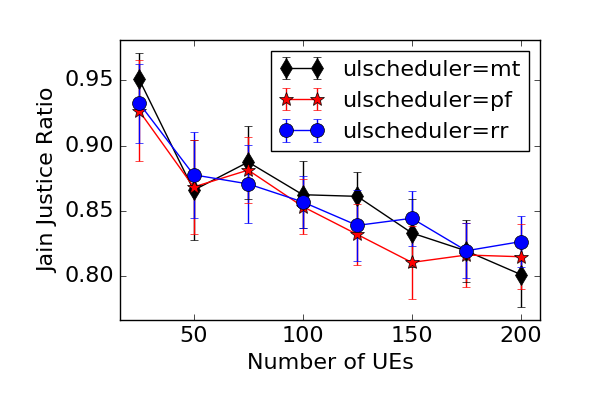 ulscheduler=mt
ulscheduler=pf
ulscheduler=rr
0.95
0.90
0.85
0.80
Jain Justice Ratio
50 100 150 200
Number of UEs